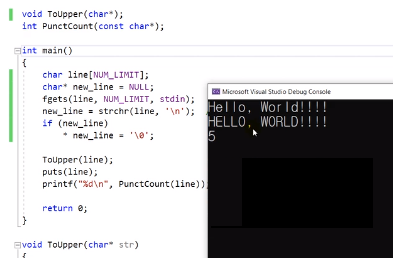 void ToUpper(char*);
int PunctCount(const char*);
int main()
{
char line[NUM_LIMIT];
char* new_line = NULL;
fgets(line, NUM_LIMIT, stdin);
new_line = strchr(line, '\n');
if (new_line)
* new_line = '\0';
ToUpper(line);
puts(line);
printf("%d\n", PunctCount(line));
return 0;
}
void ToUpper(char* str)
{
Microsoft Visual Studio Debug Console
Hello, World!!!!
HELLO, WORLD!!!!
5